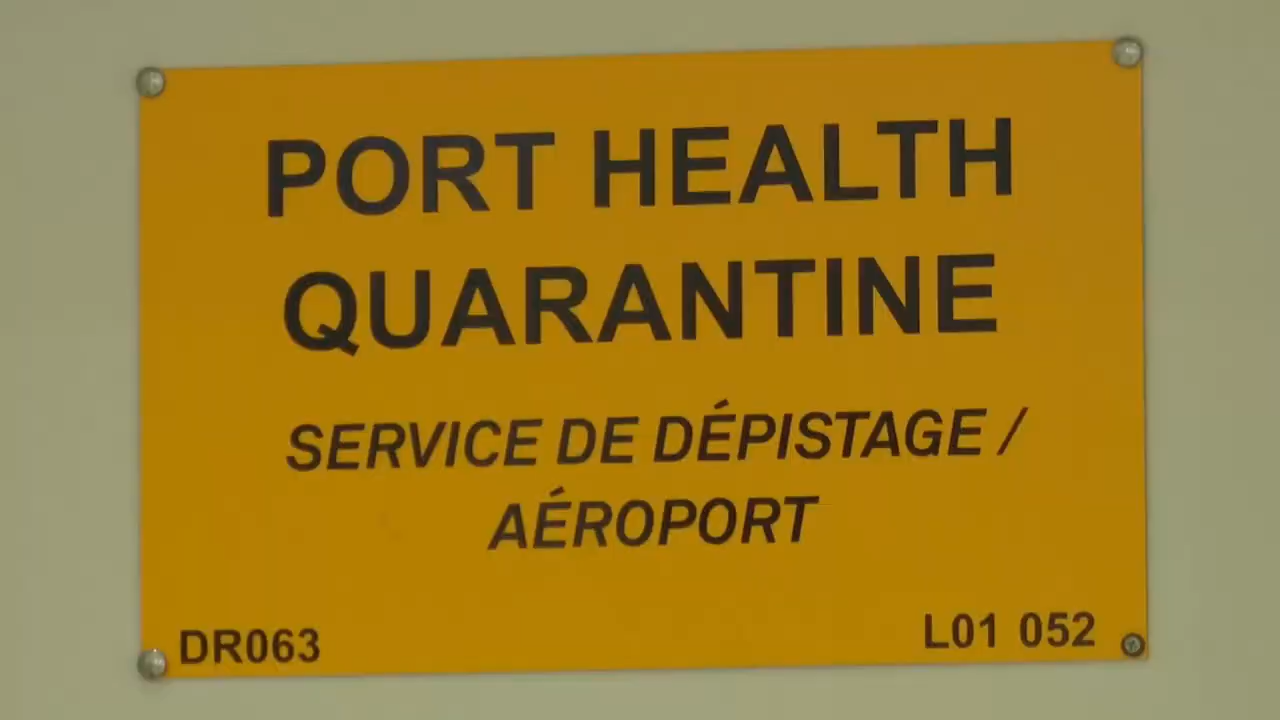 PORT HEALTH
QUARANTINE
SERVICE DE DÉPISTAGE /
AÉROPORT
DR063
L01 052